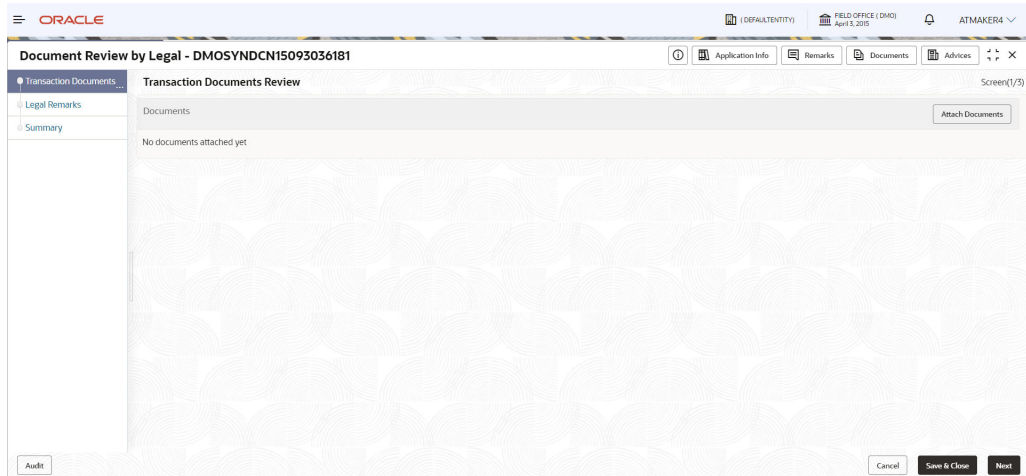 ORACLE
( DEFAULTENTITY)
FIELD OFFICE ( DMO)
April 3, 2015
ATMAKER4
Document Review by Legal - DMOSYNDCN15093036181
Application Info
Remarks
Documents
Advices
Transaction Documents ...
Transaction Documents Review
Screen(1/3)
Legal Remarks
Documents
Attach Documents
Summary
No documents attached yet
Audit
Cancel
Save & Close
Next